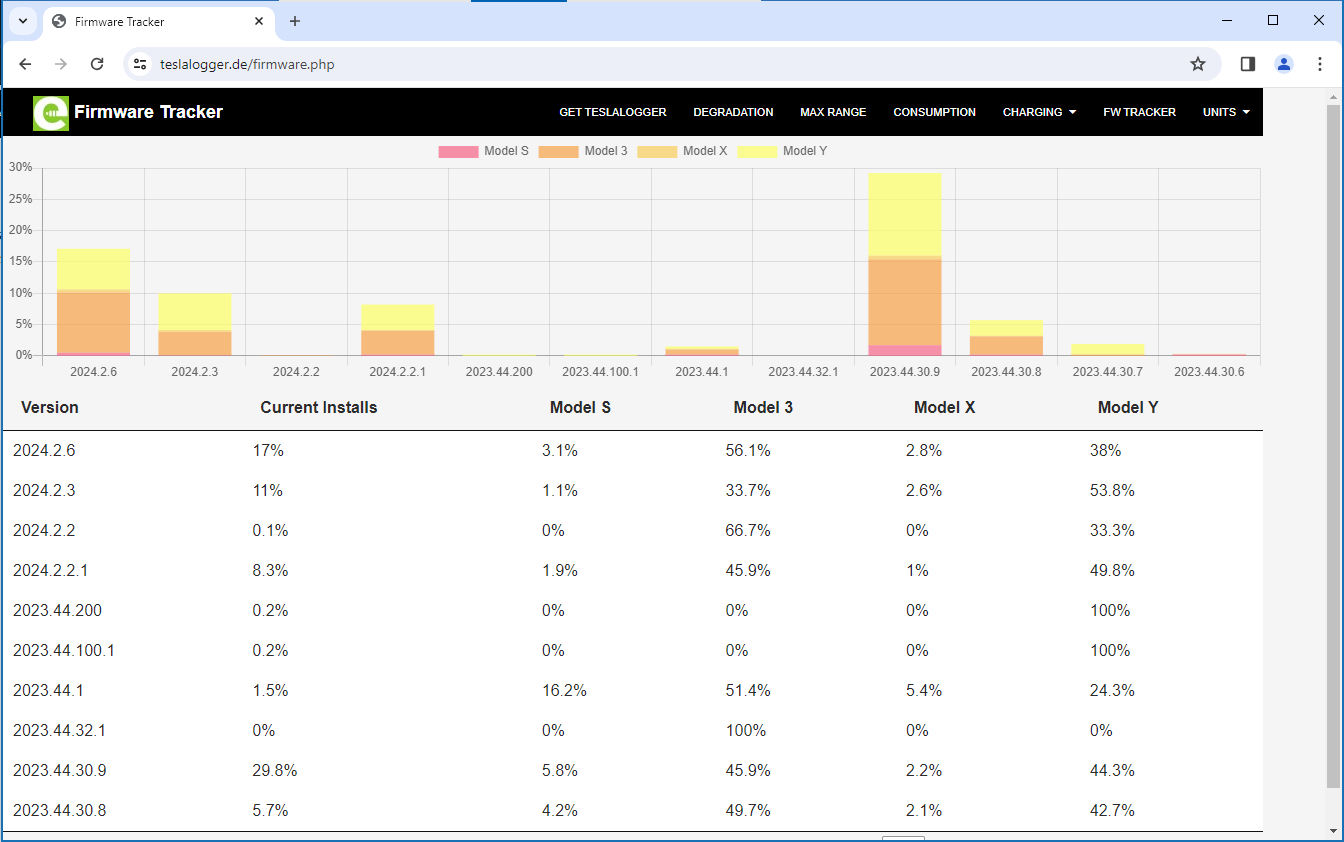 Firmware Tracker
teslalogger.de/firmware.php
Firmware Tracker GET TESLALOGGER DEGRADATION MAX RANGE CONSUMPTION CHARGING FW TRACKER UNITS
Model S Model 3 Model X Model Y
30%
25%
20%
15%
10%
5%
0%
2024.2.6 2024.2.3 2024.2.2 2024.2.2.1 2023.44.200 2023.44.100.1 2023.44.1 2023.44.32.1 2023.44.30.9 2023.44.30.8 2023.44.30.7 2023.44.30.6
Version Current Installs Model S Model 3 Model X Model Y
2024.2.6 17% 3.1% 56.1% 2.8% 38%
2024.2.3 11% 1.1% 33.7% 2.6% 53.8%
2024.2.2 0.1% 0% 66.7% 0% 33.3%
2024.2.2.1 8.3% 1.9% 45.9% 1% 49.8%
2023.44.200 0.2% 0% 0% 0% 100%
2023.44.100.1 0.2% 0% 0% 0% 100%
2023.44.1 1.5% 16.2% 51.4% 5.4% 24.3%
2023.44.32.1 0% 0% 100% 0% 0%
2023.44.30.9 29.8% 5.8% 45.9% 2.2% 44.3%
2023.44.30.8 5.7% 4.2% 49.7% 2.1% 42.7%